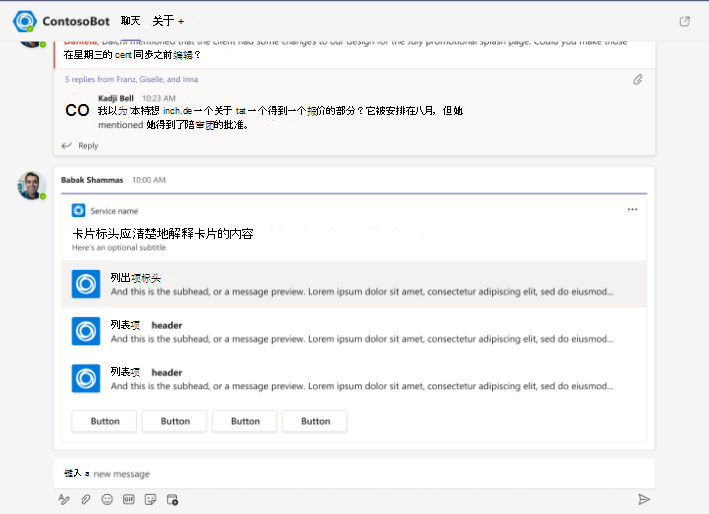 ContosoBot 聊天 关于 +
Daniela, Daichi mentioned that the client had some changes to our design for the July promotional splash page. Could you make those
在星期三的 cert 同步之前编辑？
5 replies from Franz, Giselle, and Inna
Kadji Bell 10:23 AM
CO
我以为 本特想 inch.de 一个关于 tat 一个得到一个报价的部分？它被安排在八月，但她
mentioned 她得到了陪审团的批准。
Reply
Babak Shammas 10:00 AM
Service name
卡片标头应清楚地解释卡片的内容
Here's an optional subtitle
列出项标头
And this is the subhead, or a message preview. Lorem ipsum dolor sit amet, consectetur adipiscing elit, sed do eiusmod...
列表项 header
And this is the subhead, or a message preview. Lorem ipsum dolor sit amet, consectetur adipiscing elit, sed do eiusmod...
列表项 header
And this is the subhead, or a message preview. Lorem ipsum dolor sit amet, consectetur adipiscing elit, sed do eiusmod...
Button Button Button Button
键入 a new message
GIF